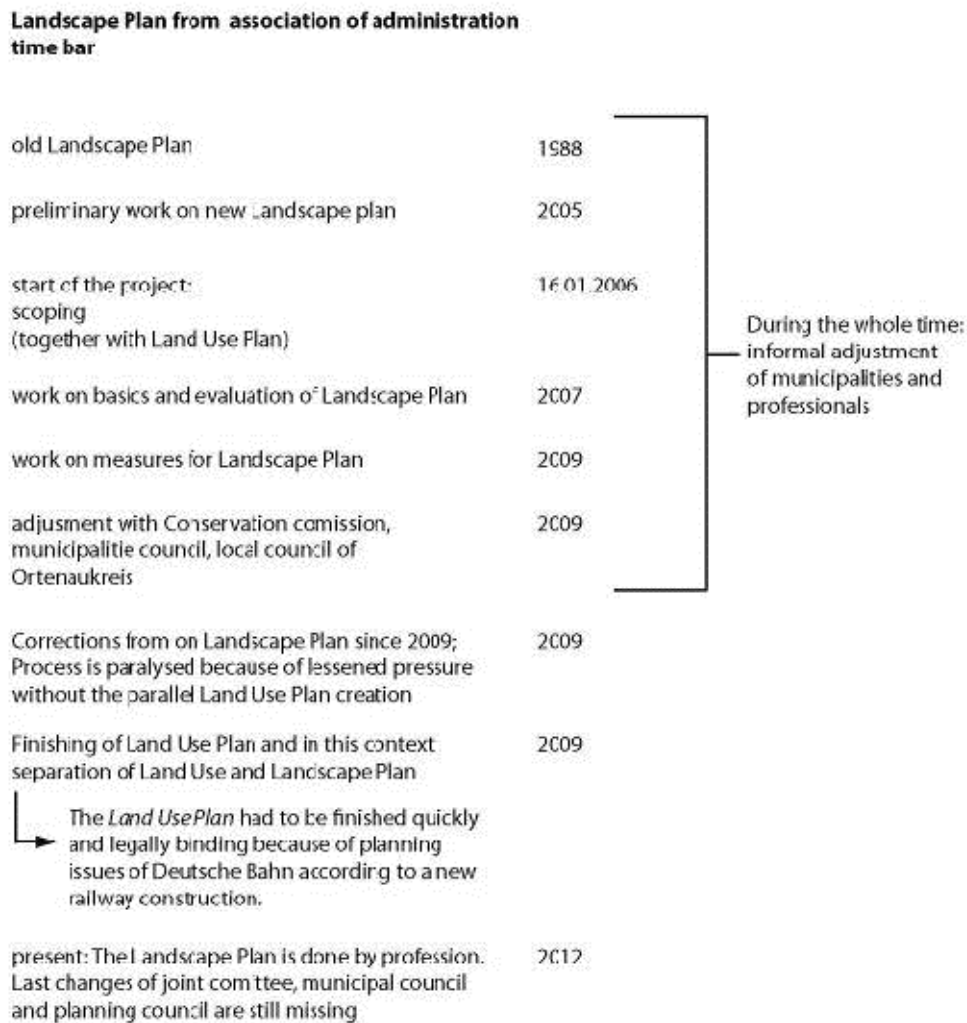 Landscape Plan from association of administration
time bar
old Landscape Plan 1988
preliminary work on new Landscape plan 2005
start of the project: 16.01.2006
scoping
(together with Land Use Plan)
work on basics and evaluation of Landscape Plan 2007
work on measures for Landscape Plan 2009
adjusment with Conservation comission, 2009
municipalitie council, local council of
Ortenaukreis
During the whole time:
informal adjustment
of municipalities and
professionals
Corrections from on Landscape Plan since 2009; 2009
Process is paralysed because of lessened pressure
without the parallel Land Use Plan creation
Finishing of Land Use Plan and in this context 2009
separation of Land Use and Landscape Plan
The Land Use Plan had to be finished quickly
and legally binding because of planning
issues of Deutsche Bahn according to a new
railway construction.
present: The Landscape Plan is done by profession. 2012
Last changes of joint comittee, municipal council
and planning council are still missing